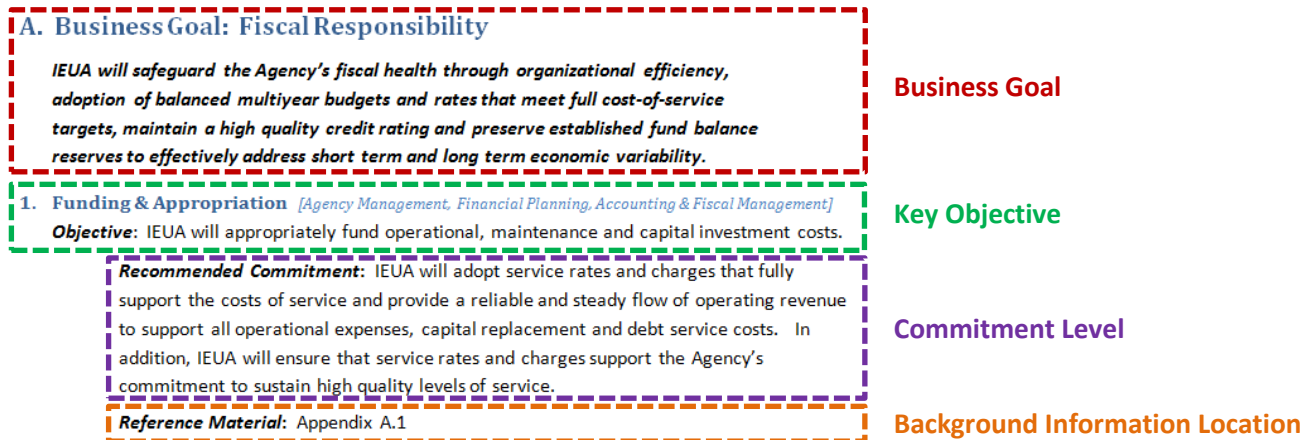 A. Business Goal: Fiscal Responsibility
IEUA will safeguard the Agency's fiscal health through organizational efficiency,
adoption of balanced multiyear budgets and rates that meet full cost-of-service
targets, maintain a high quality credit rating and preserve established fund balance
reserves to effectively address short term and long term economic variability.
Business Goal
1. Funding & Appropriation [Agency Management, Financial Planning, Accounting & Fiscal Management]
Objective: IEUA will appropriately fund operational, maintenance and capital investment costs.
Key Objective
Recommended Commitment: IEUA will adopt service rates and charges that fully
support the costs of service and provide a reliable and steady flow of operating revenue
to support all operational expenses, capital replacement and debt service costs. In
addition, IEUA will ensure that service rates and charges support the Agency's
commitment to sustain high quality levels of service.
Commitment Level
Reference Material: Appendix A.1
Background Information Location